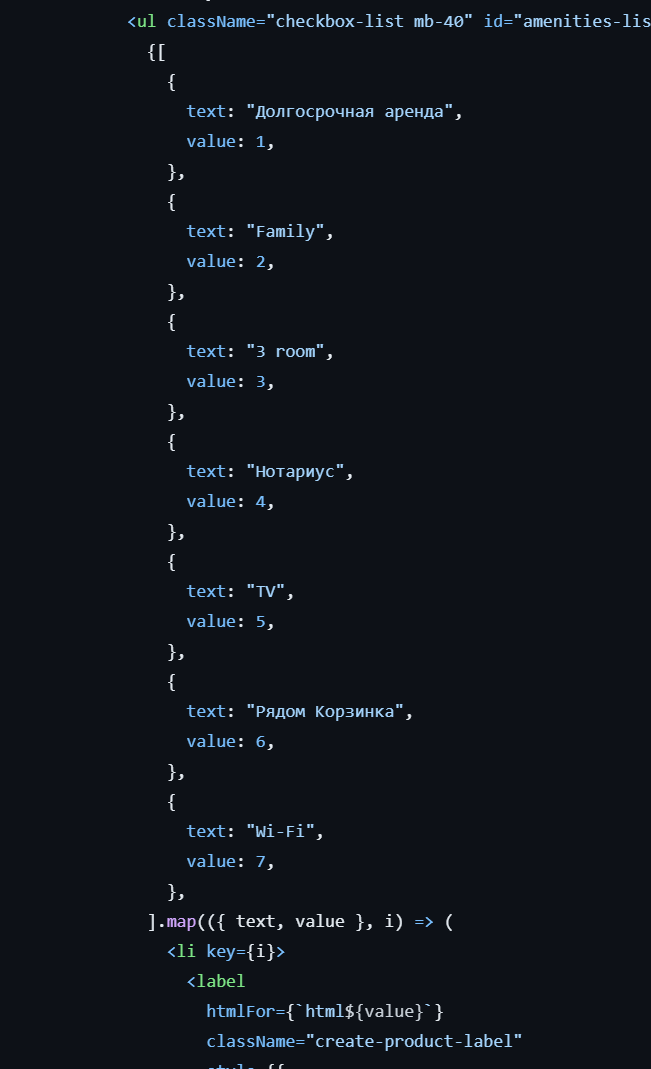 <ul className="checkbox-list mb-40" id="amenities-lis
{[
{
text: "Долгосрочная аренда",
value: 1,
},
{
text: "Family",
value: 2,
},
{
text: "3 room",
value: 3,
},
{
text: "Нотариус",
value: 4,
},
{
text: "TV",
value: 5,
},
{
text: "Рядом Корзинка",
value: 6,
},
{
text: "Wi-Fi",
value: 7,
},
].map(({ text, value }, i) => (
<li key={i}>
<label
htmlFor={`html${value}`}
className="create-product-label"
style={{